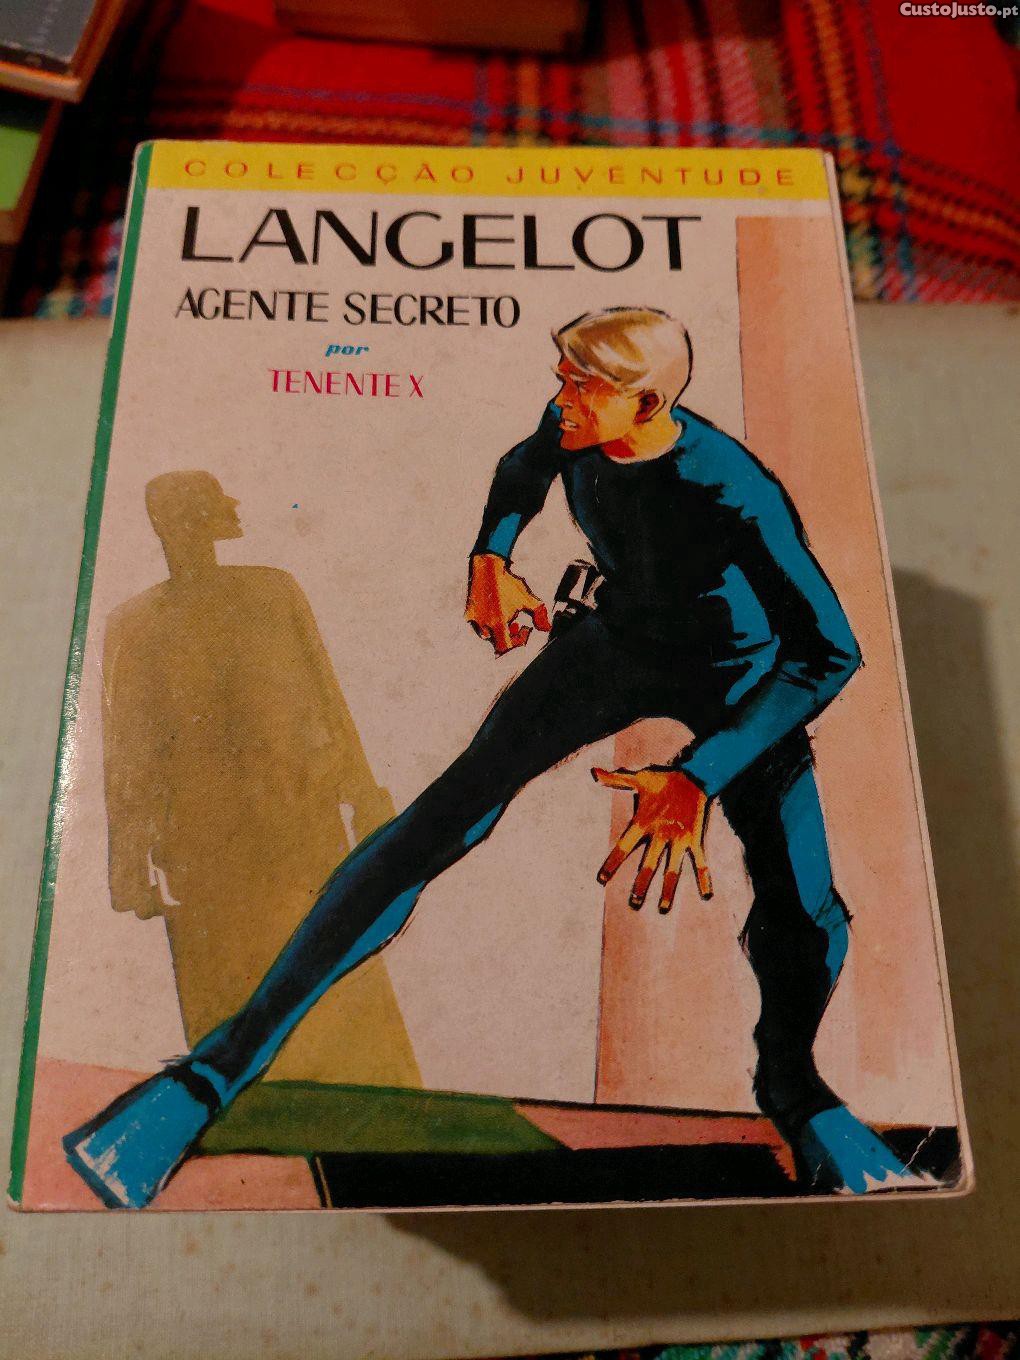 CustoJusto.pt
COLECÇÃO JUVENTUDE
LANGELOT
AGENTE SECRETO
por
TENENTE X